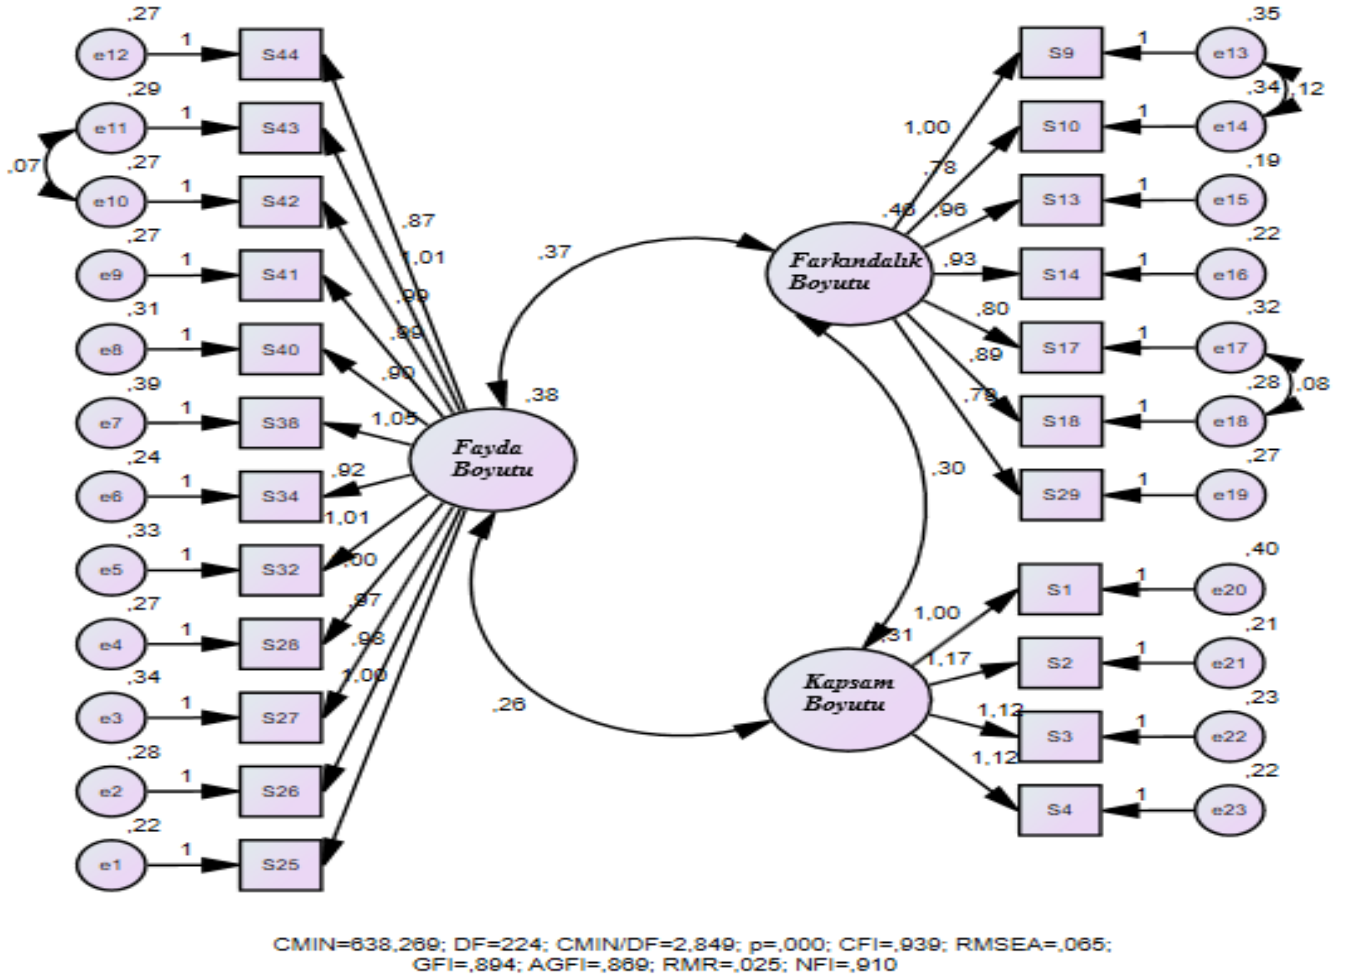 ,27
e12 1 S44
,29
e11 1 S43
,07
,27
e10 1 S42
,27
e9 1 S41
,31
e8 1 S40
,39
e7 1 S38
,24
e6 1 S34
,33
e5 1 S32
,27
e4 1 S28
,34
e3 1 S27
,28
e2 1 S26
,22
e1 1 S25
,87
1,01
,99
,99
,90
1,05
,92
1,01
,97
,98
1,00
,38
Fayda
Boyutu
,37
,26
,30
,46
Farkındalık
Boyutu
1,00
,78
,96
,93
,80
,89
,79
,35
S9 1 e13
,12
,34
S10 1 e14
,19
S13 1 e15
,22
S14 1 e16
,32
S17 1 e17
,08
,28
S18 1 e18
,27
S29 1 e19
,31
Kapsam
Boyutu
1,00
1,17
1,12
1,12
,40
S1 1 e20
,21
S2 1 e21
,23
S3 1 e22
,22
S4 1 e23
CMIN=638,269; DF=224; CMIN/DF=2,849; p=,000; CFI=,939; RMSEA=,065;
GFI=,894; AGFI=,869; RMR=,025; NFI=,910